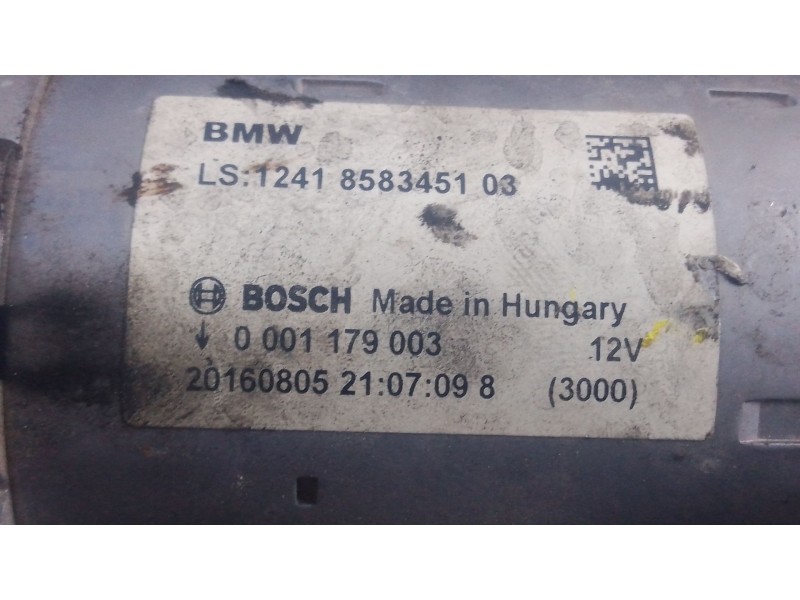 BMW
LS:1241 8583451 03
BOSCH Made in Hungary
↓ 0 001 179 003 12V
20160805 21:07:09 8 (3000)